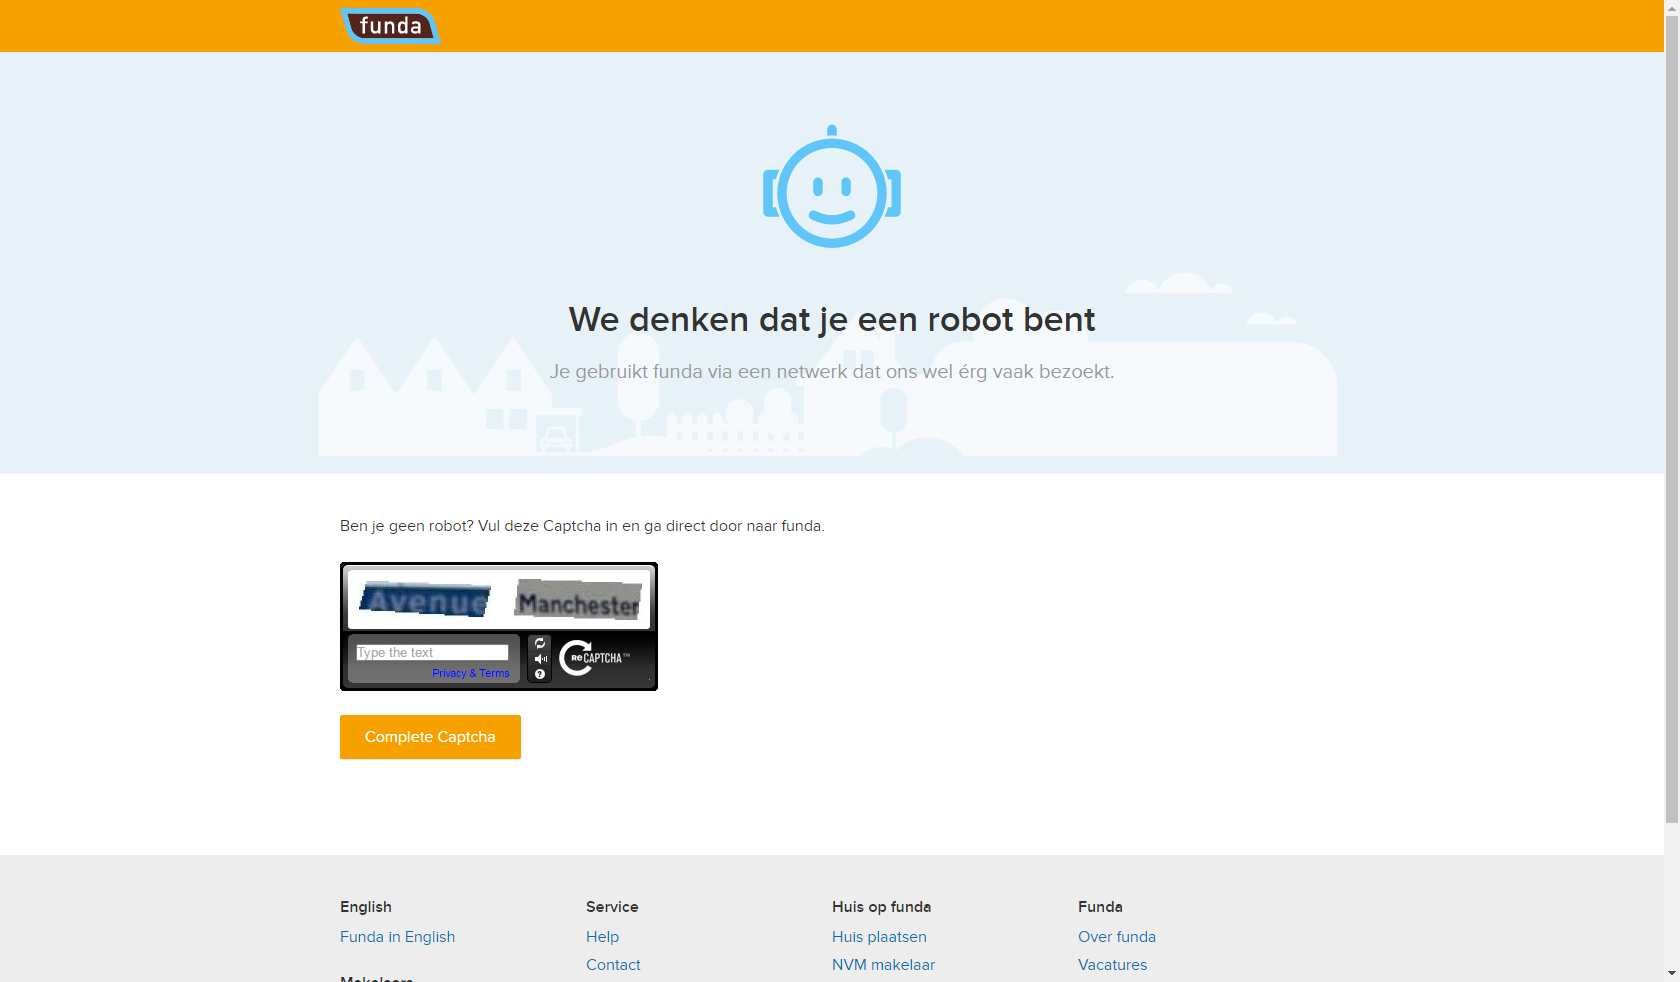 funda
We denken dat je een robot bent
Je gebruikt funda via een netwerk dat ons wel érg vaak bezoekt.
Ben je geen robot? Vul deze Captcha in en ga direct door naar funda.
Avenue Manchester
Type the text
Privacy & Terms
reCAPTCHA™
Complete Captcha
English
Funda in English
Makelaars
Service
Help
Contact
Huis op funda
Huis plaatsen
NVM makelaar
Funda
Over funda
Vacatures